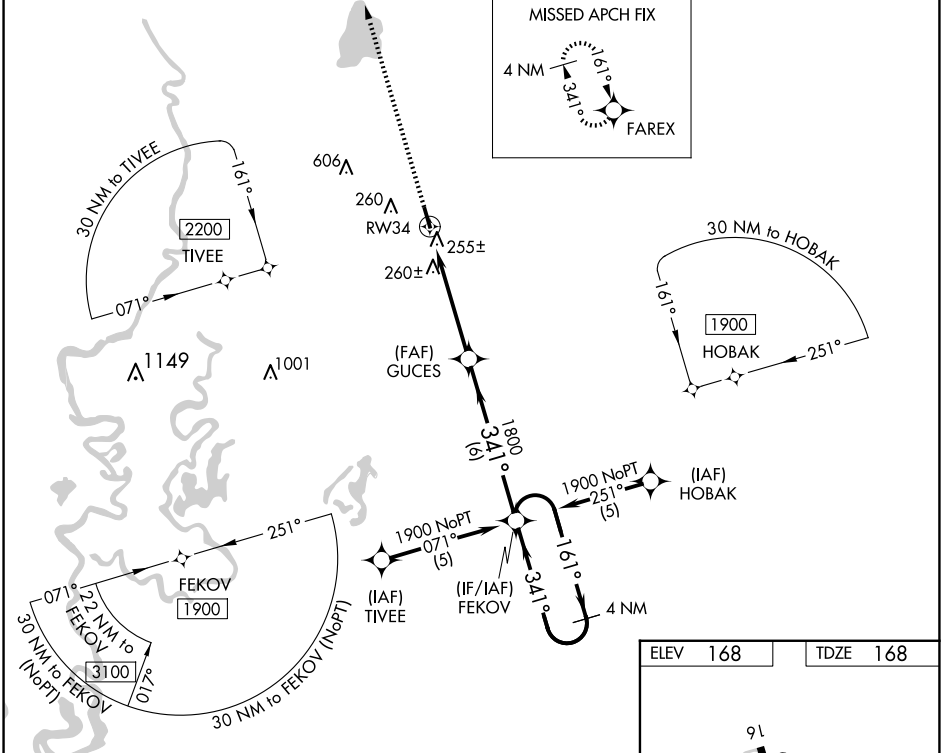 MISSED APCH FIX
4 NM
161°
341°
FAREX
30 NM to TIVEE
161°
2200
TIVEE
071°
606
260
RW34
255±
260±
30 NM to HOBAK
161°
1900
HOBAK
251°
1149
1001
(FAF)
GUCES
1800
341°
(6)
1900 NoPT
251°
(5)
(IAF)
HOBAK
1900 NoPT
071°
(5)
(IAF)
TIVEE
(IF/IAF)
FEKOV
161°
341°
4 NM
251°
071°
FEKOV
1900
22 NM to
FEKOV
3100
017°
30 NM to FEKOV
(NoPT)
30 NM to FEKOV (NoPT)
ELEV 168
TDZE 168
16